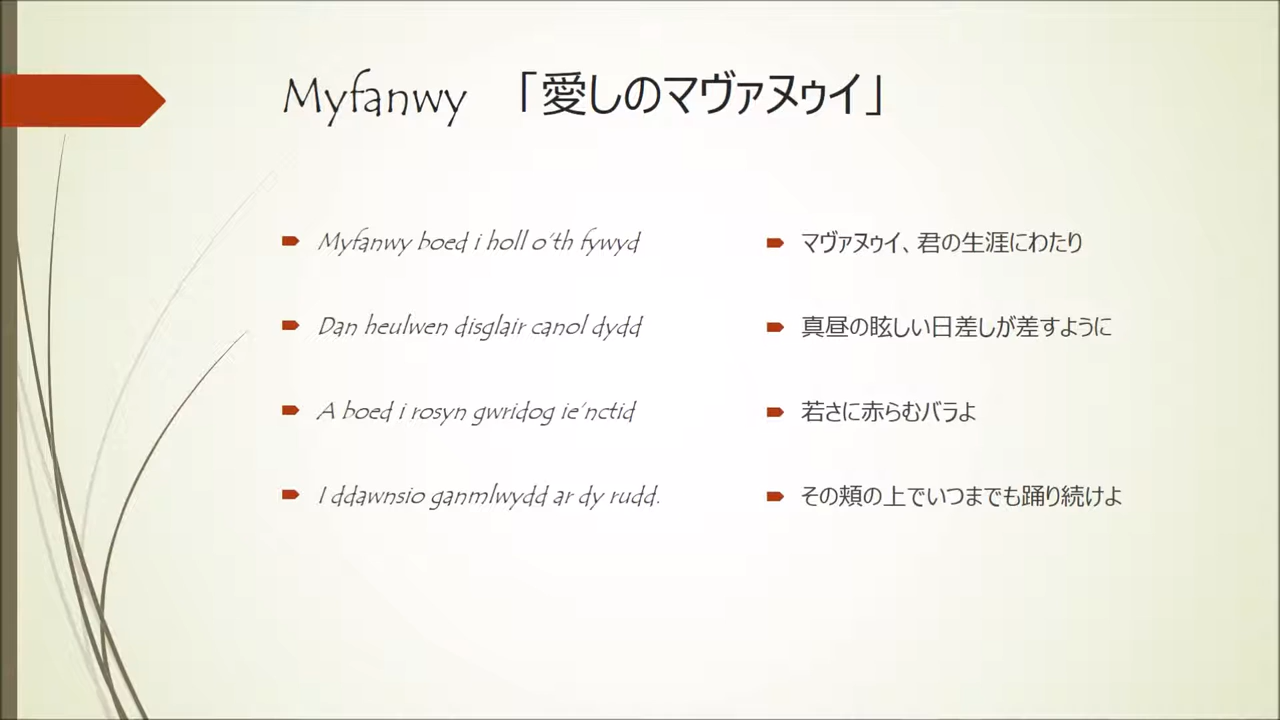 Myfanwy 「愛しのマヴァヌゥイ」
Myfanwy boed i holl o'th fywyd
Dan heulwen disglair canol dydd
A boed i rosyn gwridog ie'nctid
I ddawnsio ganmlwydd ar dy rudd.
マヴァヌゥイ、君の生涯にわたり
真昼の眩しい日差しが差すように
若さに赤らむバラよ
その頬の上でいつまでも踊り続けよ